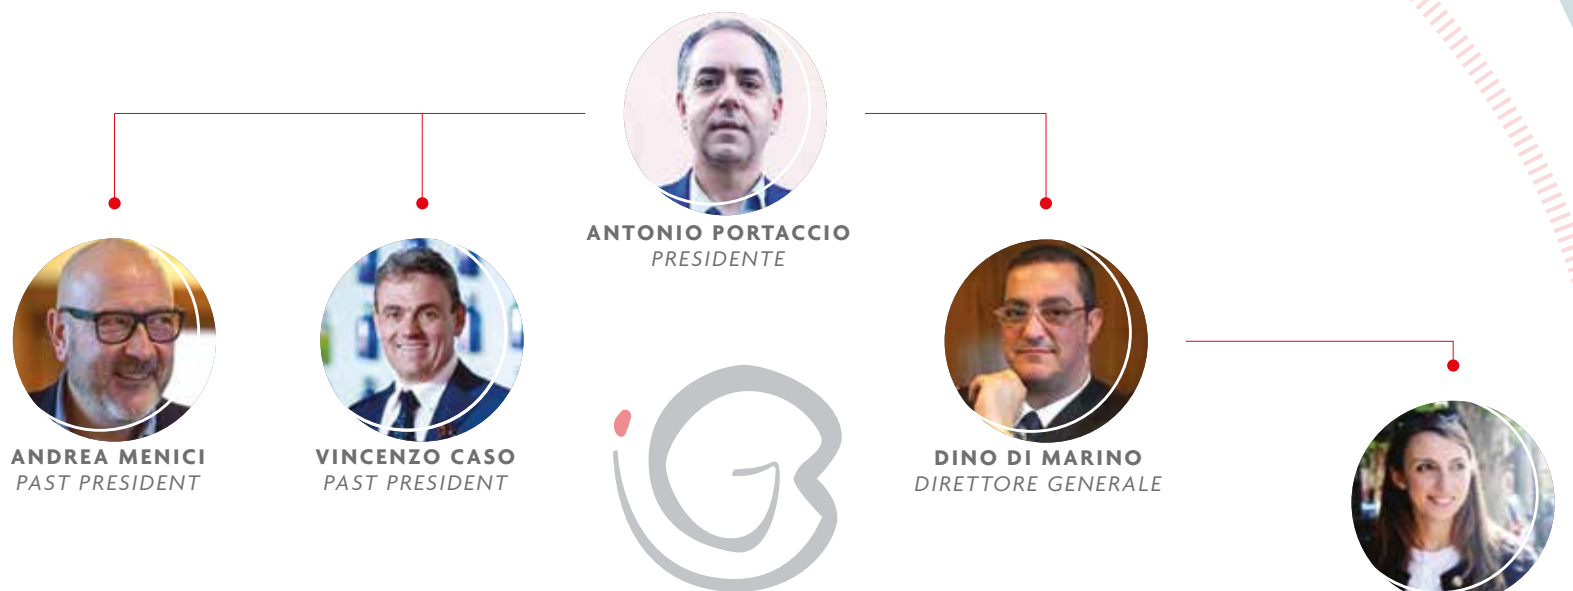 ANTONIO PORTACCIO
PRESIDENTE
ANDREA MENICI
PAST PRESIDENT
VINCENZO CASO
PAST PRESIDENT
DINO DI MARINO
DIRETTORE GENERALE